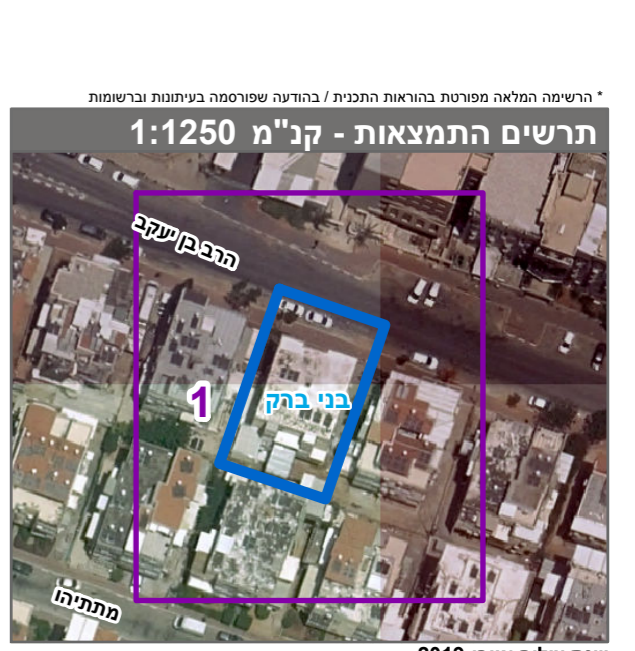 * הרשימה המלאה מפורטת בהוראות התכנית / בהודעה שפורסמה בעיתונות וברשומות
תרשים התמצאות - קנ"מ 1:1250
הרב בן יעקב
1
בני ברק
מתתיהו